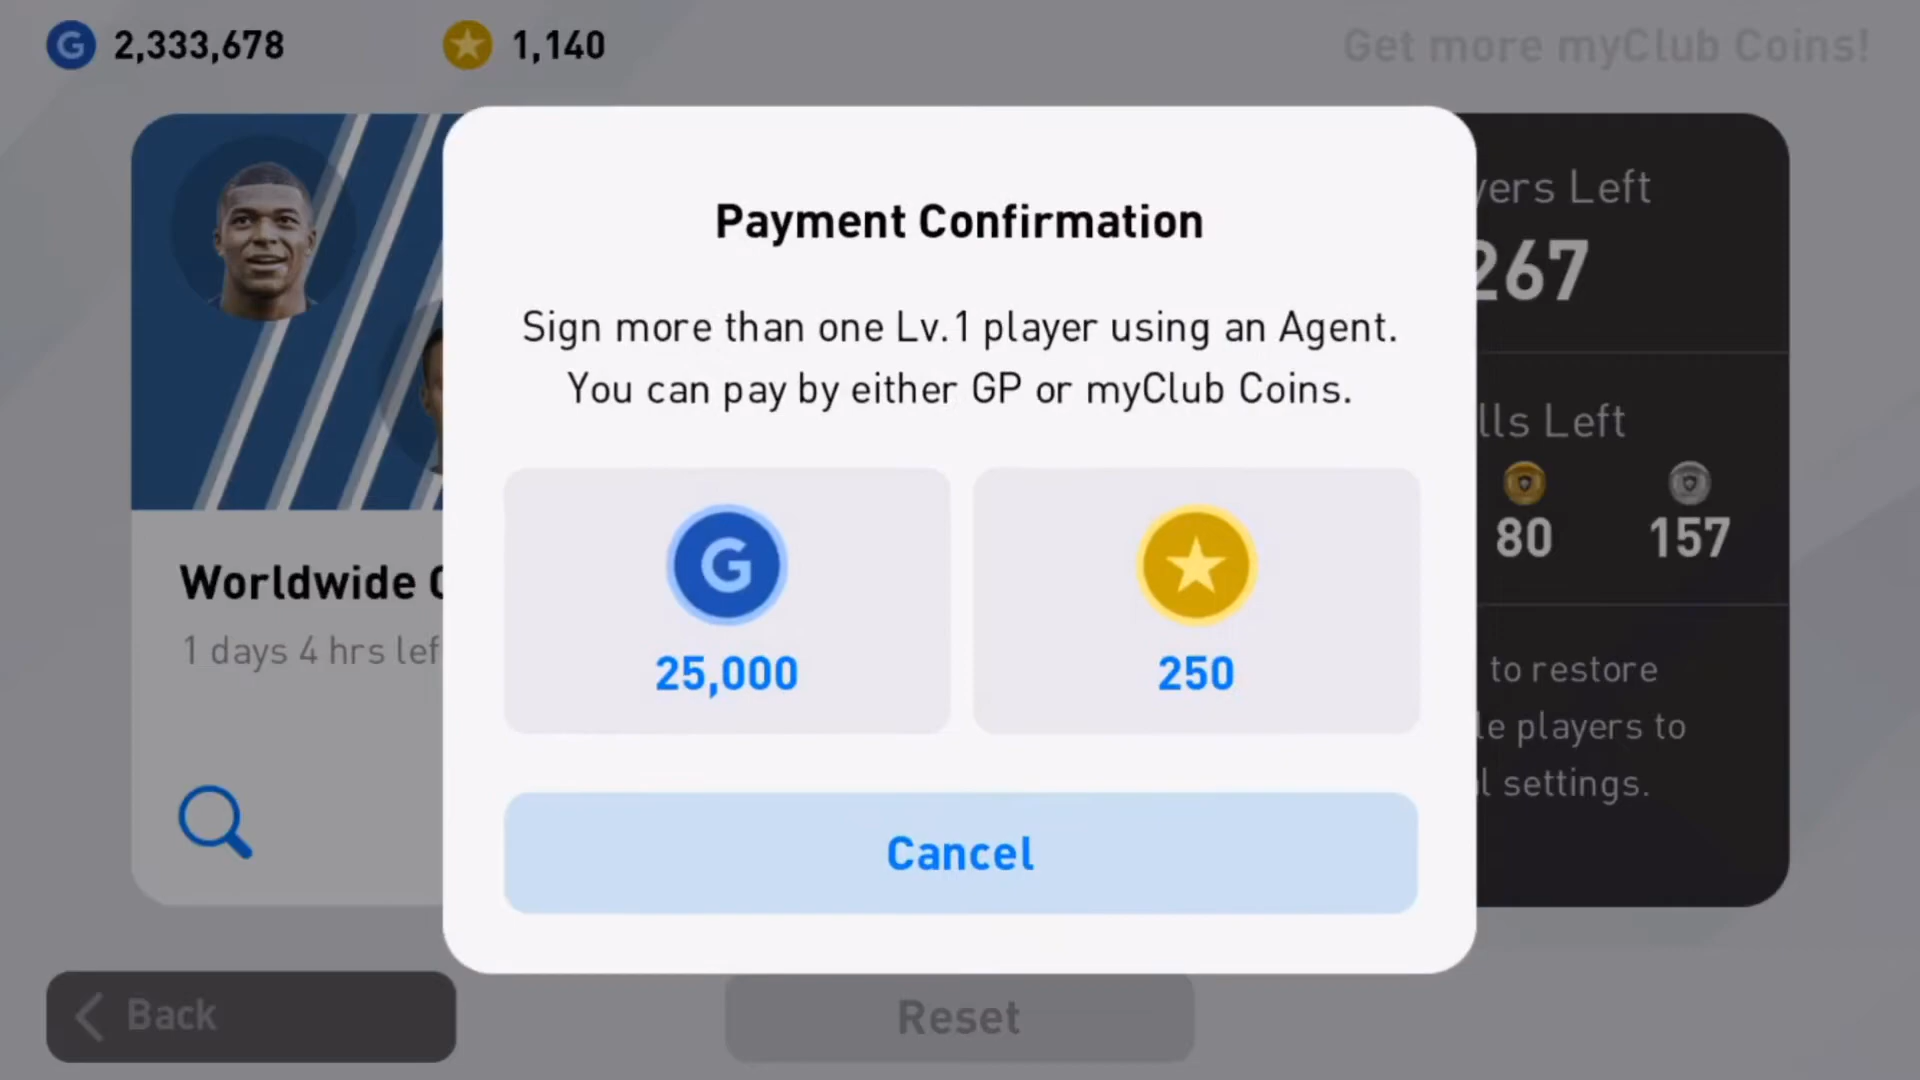 G 2,333,678
1,140
Get more myClub Coins!
Payment Confirmation
Sign more than one Lv.1 player using an Agent.
You can pay by either GP or myClub Coins.
G
25,000
250
Cancel
Worldwide
1 days 4 hrs lef
yers Left
267
lls Left
80
157
to restore
le players to
l settings.
Back
Reset